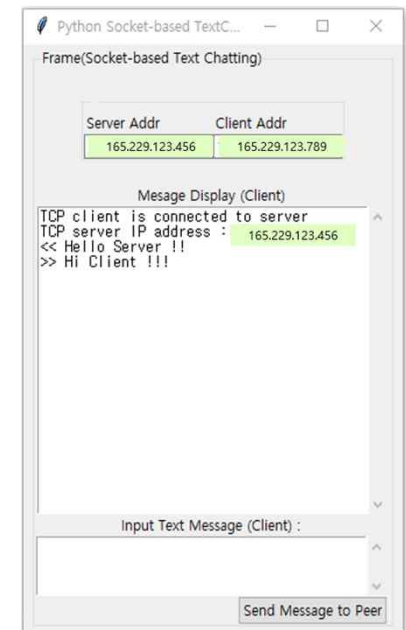 Python Socket-based TextC...
Frame(Socket-based Text Chatting)
Server Addr Client Addr
165.229.123.456 165.229.123.789
Mesage Display (Client)
TCP client is connected to server
TCP server IP address : 165.229.123.456
<< Hello Server !!
>> Hi Client !!!
Input Text Message (Client) :
Send Message to Peer